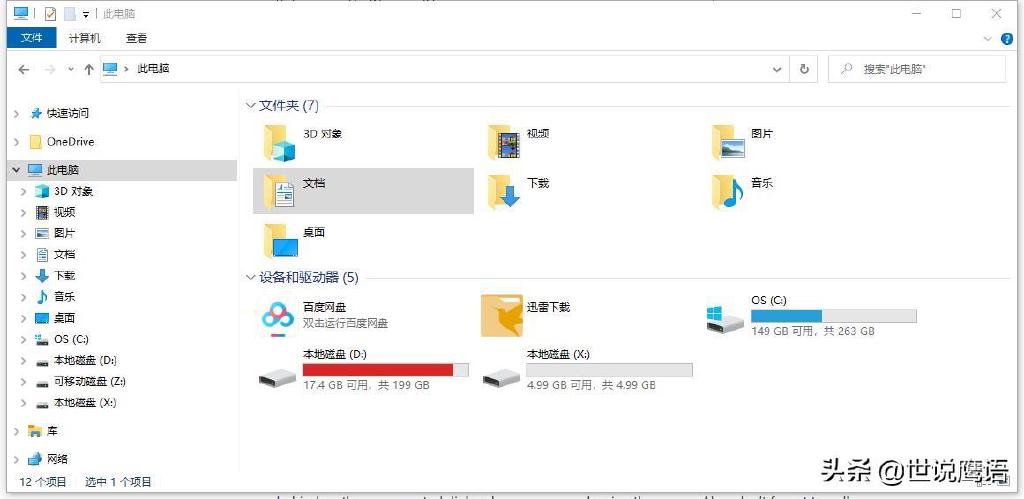 此电脑
文件 计算机 查看
此电脑
搜索"此电脑"
快速访问
OneDrive
此电脑
3D 对象
视频
图片
文档
下载
音乐
桌面
OS (C:)
本地磁盘 (D:)
可移动磁盘 (Z:)
本地磁盘 (X:)
库
网络
文件夹 (7)
3D 对象
视频
图片
文档
下载
音乐
桌面
设备和驱动器 (5)
百度网盘
双击运行百度网盘
迅雷下载
OS (C:)
149 GB 可用，共 263 GB
本地磁盘 (D:)
17.4 GB 可用，共 199 GB
本地磁盘 (X:)
4.99 GB 可用，共 4.99 GB
12 个项目 选中 1 个项目
头条 @世说鹰语